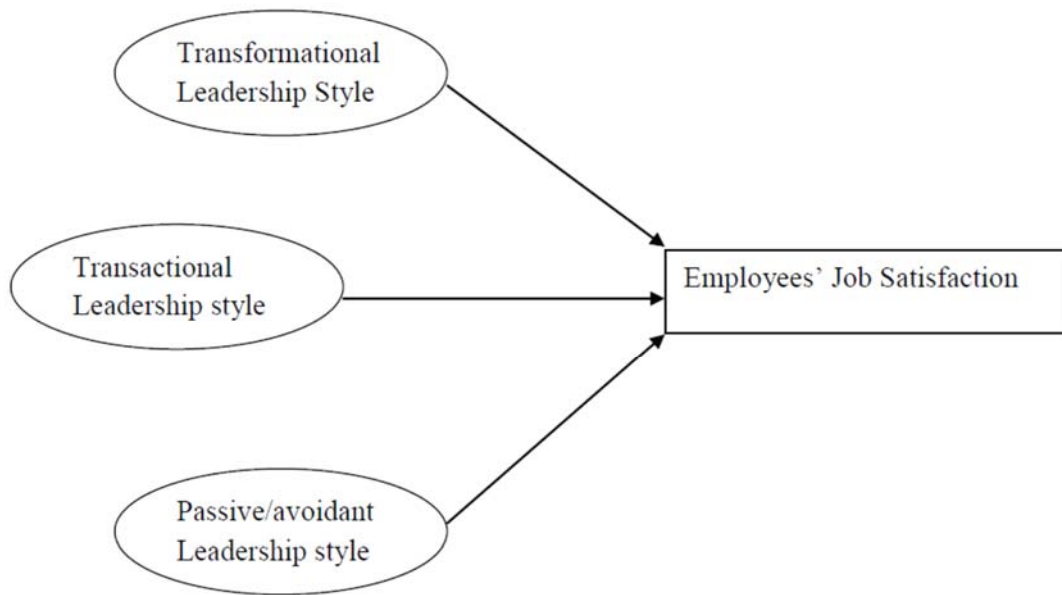 Transformational
Leadership Style
Transactional
Leadership style
Employees’ Job Satisfaction
Passive/avoidant
Leadership style